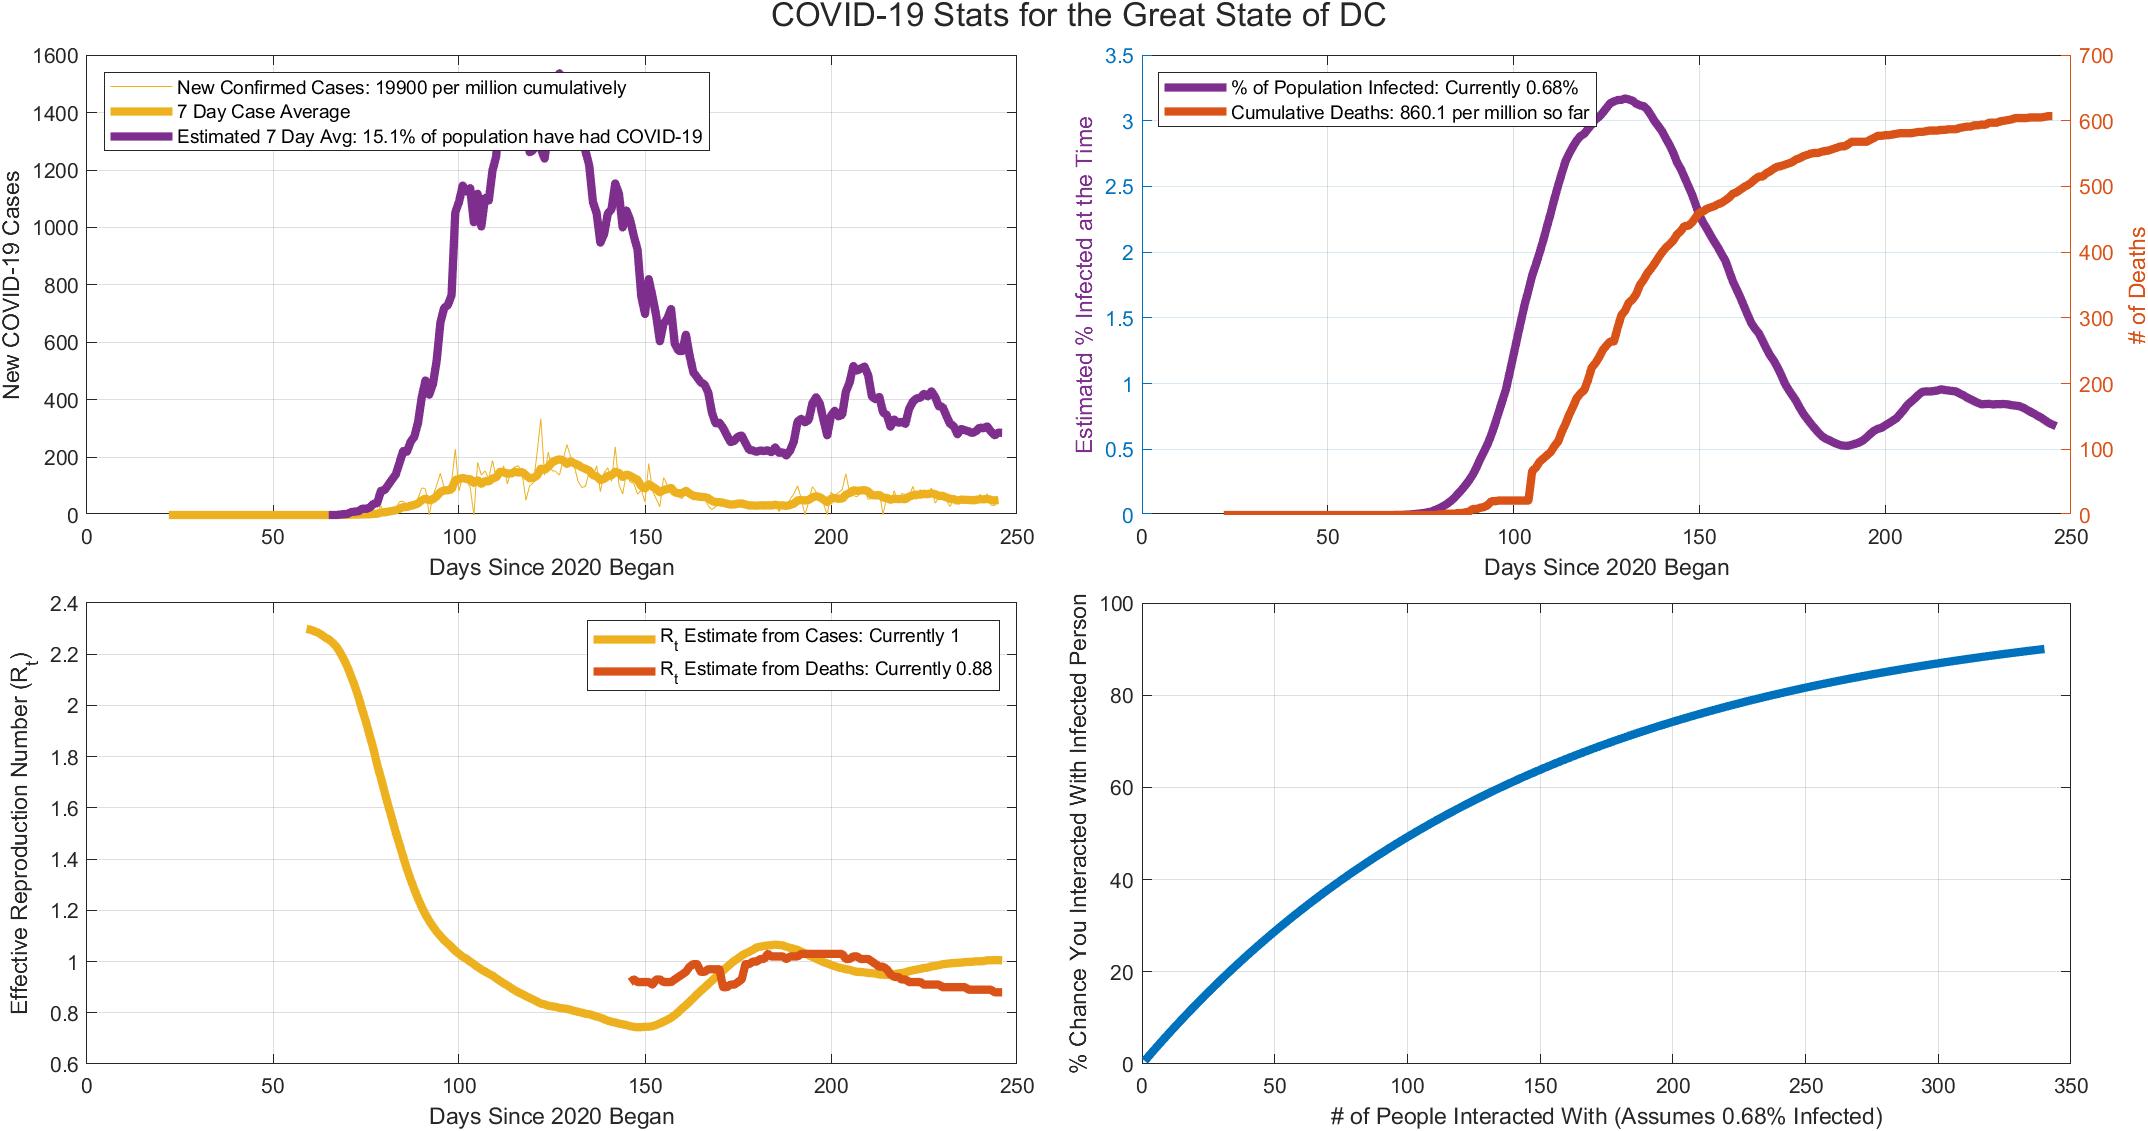 COVID-19 Stats for the Great State of DC
New COVID-19 Cases
1600
1400
1200
1000
800
600
400
200
0
New Confirmed Cases: 19900 per million cumulatively
7 Day Case Average
Estimated 7 Day Avg: 15.1% of population have had COVID-19
0 50 100 150 200 250
Days Since 2020 Began
Estimated % Infected at the Time
3.5
3
2.5
2
1.5
1
0.5
0
% of Population Infected: Currently 0.68%
Cumulative Deaths: 860.1 per million so far
700
600
500
400
300
200
100
0
# of Deaths
0 50 100 150 200 250
Days Since 2020 Began
Effective Reproduction Number (Rt)
2.4
2.2
2
1.8
1.6
1.4
1.2
1
0.8
0.6
Rt Estimate from Cases: Currently 1
Rt Estimate from Deaths: Currently 0.88
0 50 100 150 200 250
Days Since 2020 Began
% Chance You Interacted With Infected Person
100
80
60
40
20
0
0 50 100 150 200 250 300 350
# of People Interacted With (Assumes 0.68% Infected)